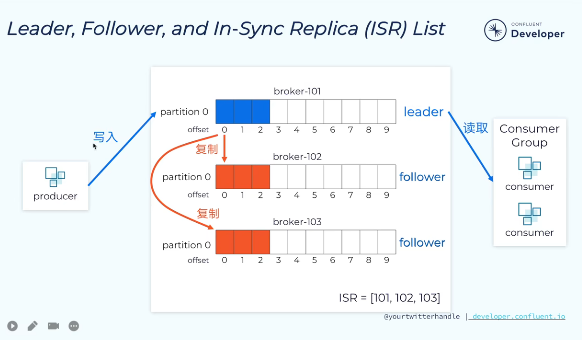 Leader, Follower, and In-Sync Replica (ISR) List
CONFLUENT
Developer
broker-101
partition 0
leader
offset 0 1 2 3 4 5 6 7 8 9
写入
读取
复制
producer
broker-102
partition 0
follower
offset 0 1 2 3 4 5 6 7 8 9
复制
broker-103
partition 0
follower
offset 0 1 2 3 4 5 6 7 8 9
Consumer
Group
consumer
consumer
ISR = [101, 102, 103]
@yourtwitterhandle | developer.confluent.io